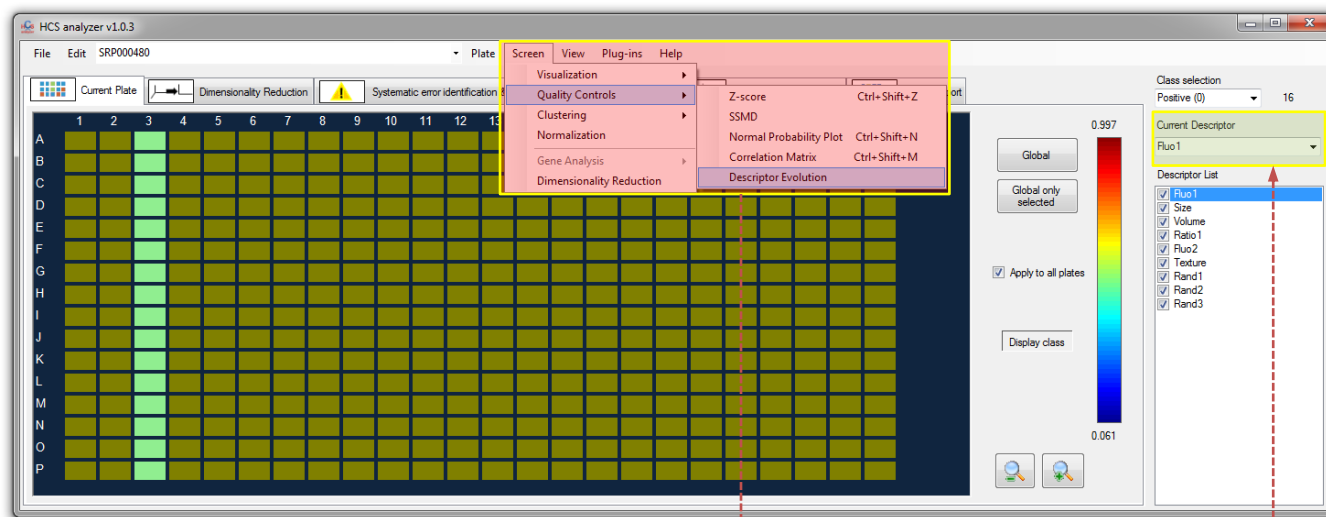 HCS analyzer v1.0.3
File Edit SRP000480 Plate Screen View Plug-ins Help
Visualization
Quality Controls
Clustering
Normalization
Gene Analysis
Dimensionality Reduction
Z-score Ctrl+Shift+Z
SSMD
Normal Probability Plot Ctrl+Shift+N
Correlation Matrix Ctrl+Shift+M
Descriptor Evolution
Current Plate Dimensionality Reduction Systematic error identification
1 2 3 4 5 6 7 8 9 10 11 12 13
A
B
C
D
E
F
G
H
I
J
K
L
M
N
O
P
Global
Global only
selected
Apply to all plates
Display class
0.997
0.061
Class selection
Positive (0) 16
Current Descriptor
Fluo1
Descriptor List
Fluo1
Size
Volume
Ratio1
Fluo2
Texture
Rand1
Rand2
Rand3